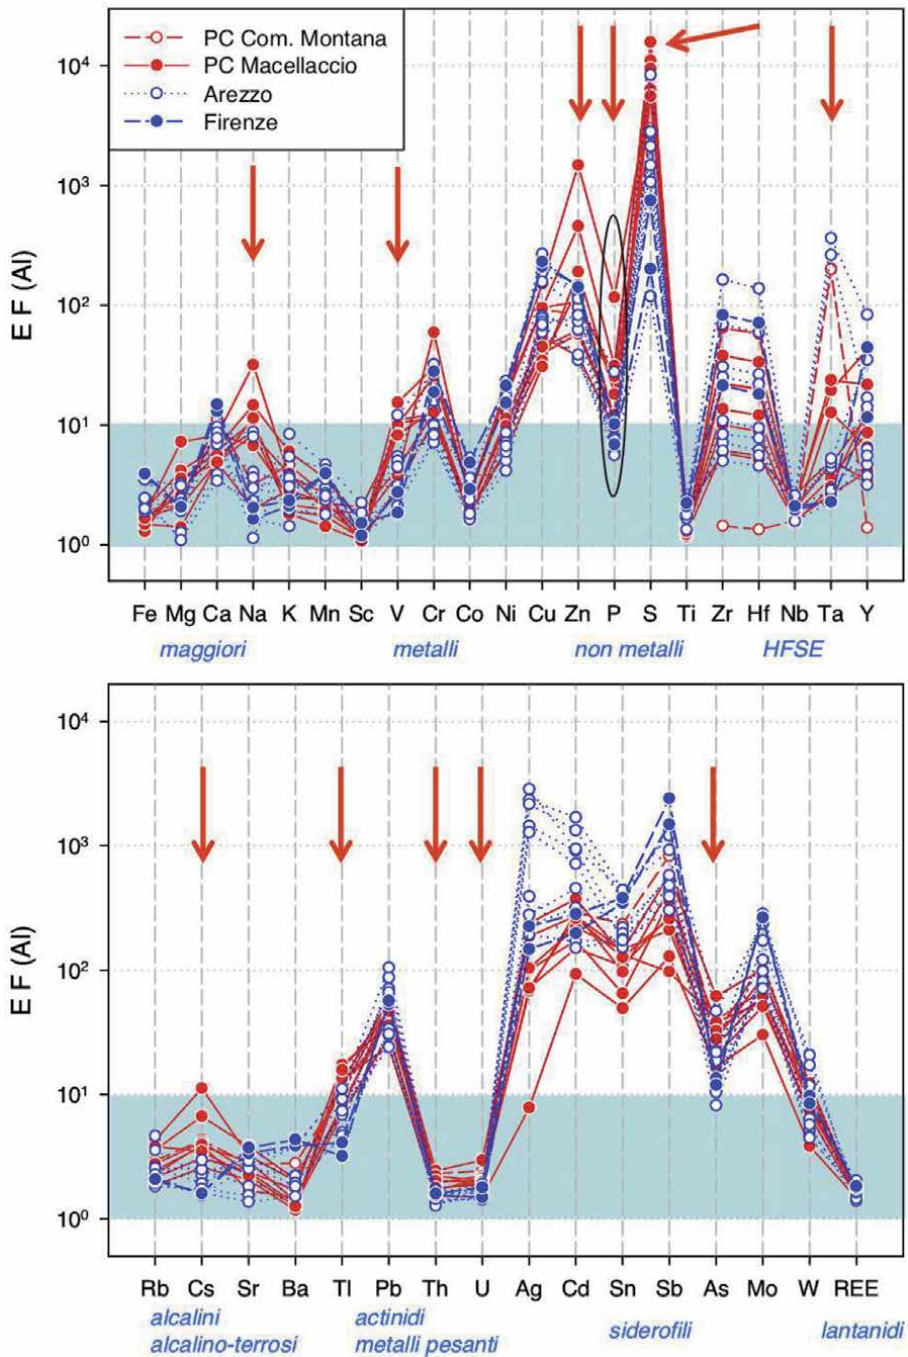 PC Com. Montana
PC Macellaccio
Arezzo
Firenze
E F (Al)
10⁴
10³
10²
10¹
10⁰
Fe Mg Ca Na K Mn Sc V Cr Co Ni Cu Zn P S Ti Zr Hf Nb Ta Y
maggiori metalli non metalli HFSE
E F (Al)
10⁴
10³
10²
10¹
10⁰
Rb Cs Sr Ba Tl Pb Th U Ag Cd Sn Sb As Mo W REE
alcalini actinidi siderofili lantanidi
alcalino-terrosi metalli pesanti